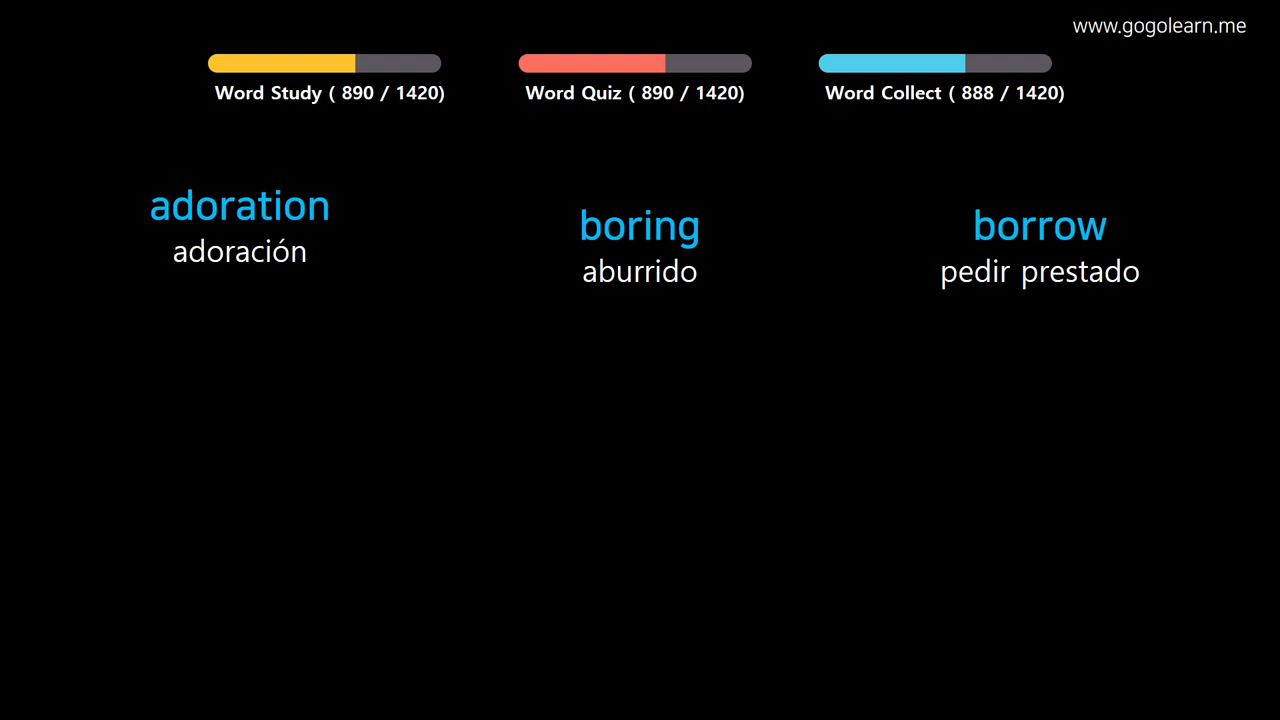 www.gogolearn.me
Word Study ( 890 / 1420)
Word Quiz ( 890 / 1420)
Word Collect ( 888 / 1420)
adoration
adoración
boring
aburrido
borrow
pedir prestado